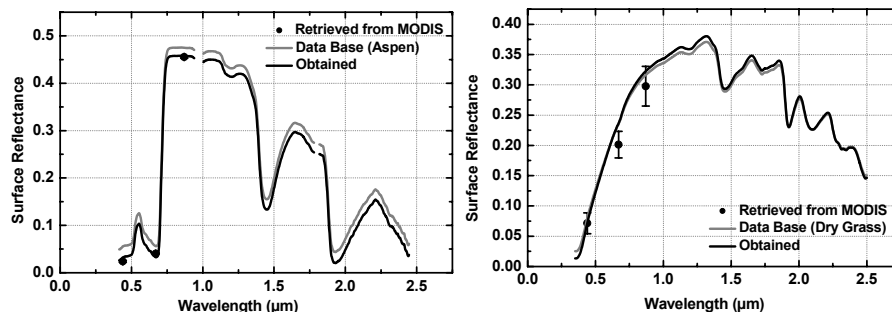 0.5
0.4
0.3
0.2
0.1
0.0
Surface Reflectance
0.0 0.5 1.0 1.5 2.0 2.5
Wavelength (μm)
Retrieved from MODIS
Data Base (Aspen)
Obtained
0.40
0.35
0.30
0.25
0.20
0.15
0.10
0.05
0.00
Surface Reflectance
0.0 0.5 1.0 1.5 2.0 2.5
Wavelength (μm)
Retrieved from MODIS
Data Base (Dry Grass)
Obtained